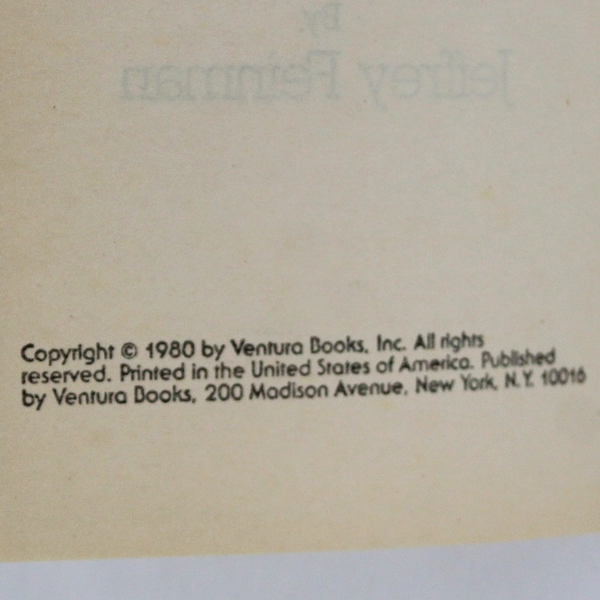 By
Jeffrey Feinman
Copyright © 1980 by Ventura Books, Inc. All rights
reserved. Printed in the United States of America. Published
by Ventura Books, 200 Madison Avenue, New York, N.Y. 10016